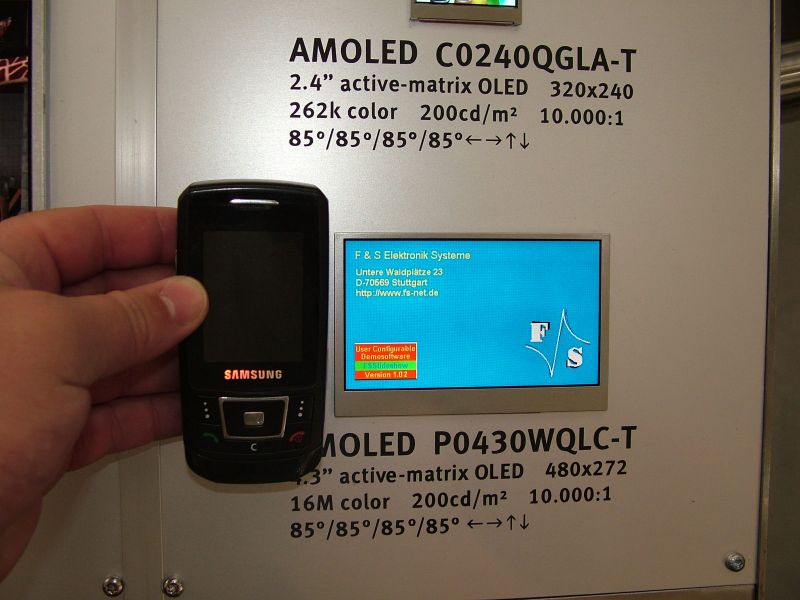 AMOLED C0240QGLA-T
2.4” active-matrix OLED 320x240
262k color 200cd/m² 10.000:1
85°/85°/85°/85°←→↑↓
F & S Elektronik Systeme
Untere Waldplätze 23
D-70569 Stuttgart
http://www.fs-net.de
F
S
User Configurable
Demosoftware
FSSlideshow
Version 1.02
SAMSUNG
C
MOLED P0430WQLC-T
4.3” active-matrix OLED 480x272
16M color 200cd/m² 10.000:1
85°/85°/85°/85° ←→↑↓